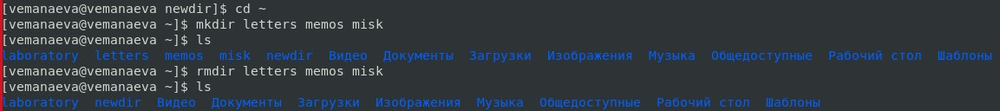 [vemanaeva@vemanaeva newdir]$ cd ~
[vemanaeva@vemanaeva ~]$ mkdir letters memos misk
[vemanaeva@vemanaeva ~]$ ls
laboratory  letters  memos  misk  newdir  Видео  Документы  Загрузки  Изображения  Музыка  Общедоступные  Рабочий стол  Шаблоны
[vemanaeva@vemanaeva ~]$ rmdir letters memos misk
[vemanaeva@vemanaeva ~]$ ls
laboratory  newdir  Видео  Документы  Загрузки  Изображения  Музыка  Общедоступные  Рабочий стол  Шаблоны